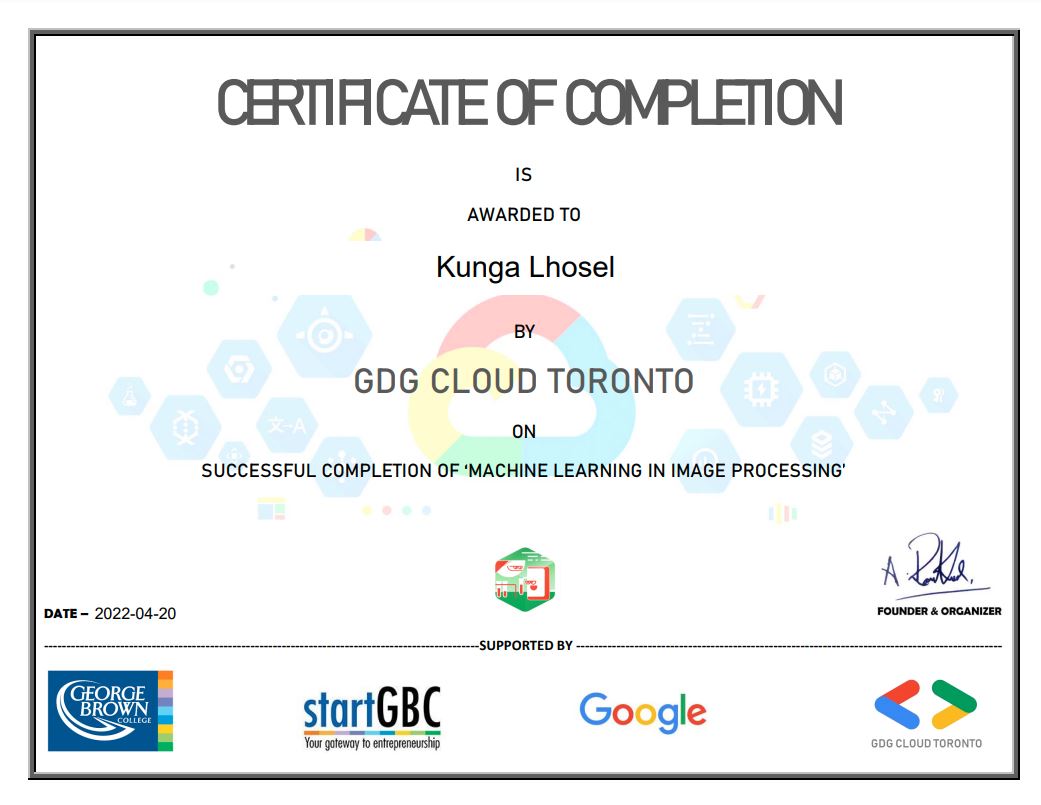 CERTIFICATE OF COMPLETION
IS
AWARDED TO
Kunga Lhosel
BY
GDG CLOUD TORONTO
ON
SUCCESSFUL COMPLETION OF ‘MACHINE LEARNING IN IMAGE PROCESSING’
DATE – 2022-04-20
FOUNDER & ORGANIZER
SUPPORTED BY
GEORGE
BROWN
COLLEGE
startGBC
Your gateway to entrepreneurship
Google
GDG CLOUD TORONTO